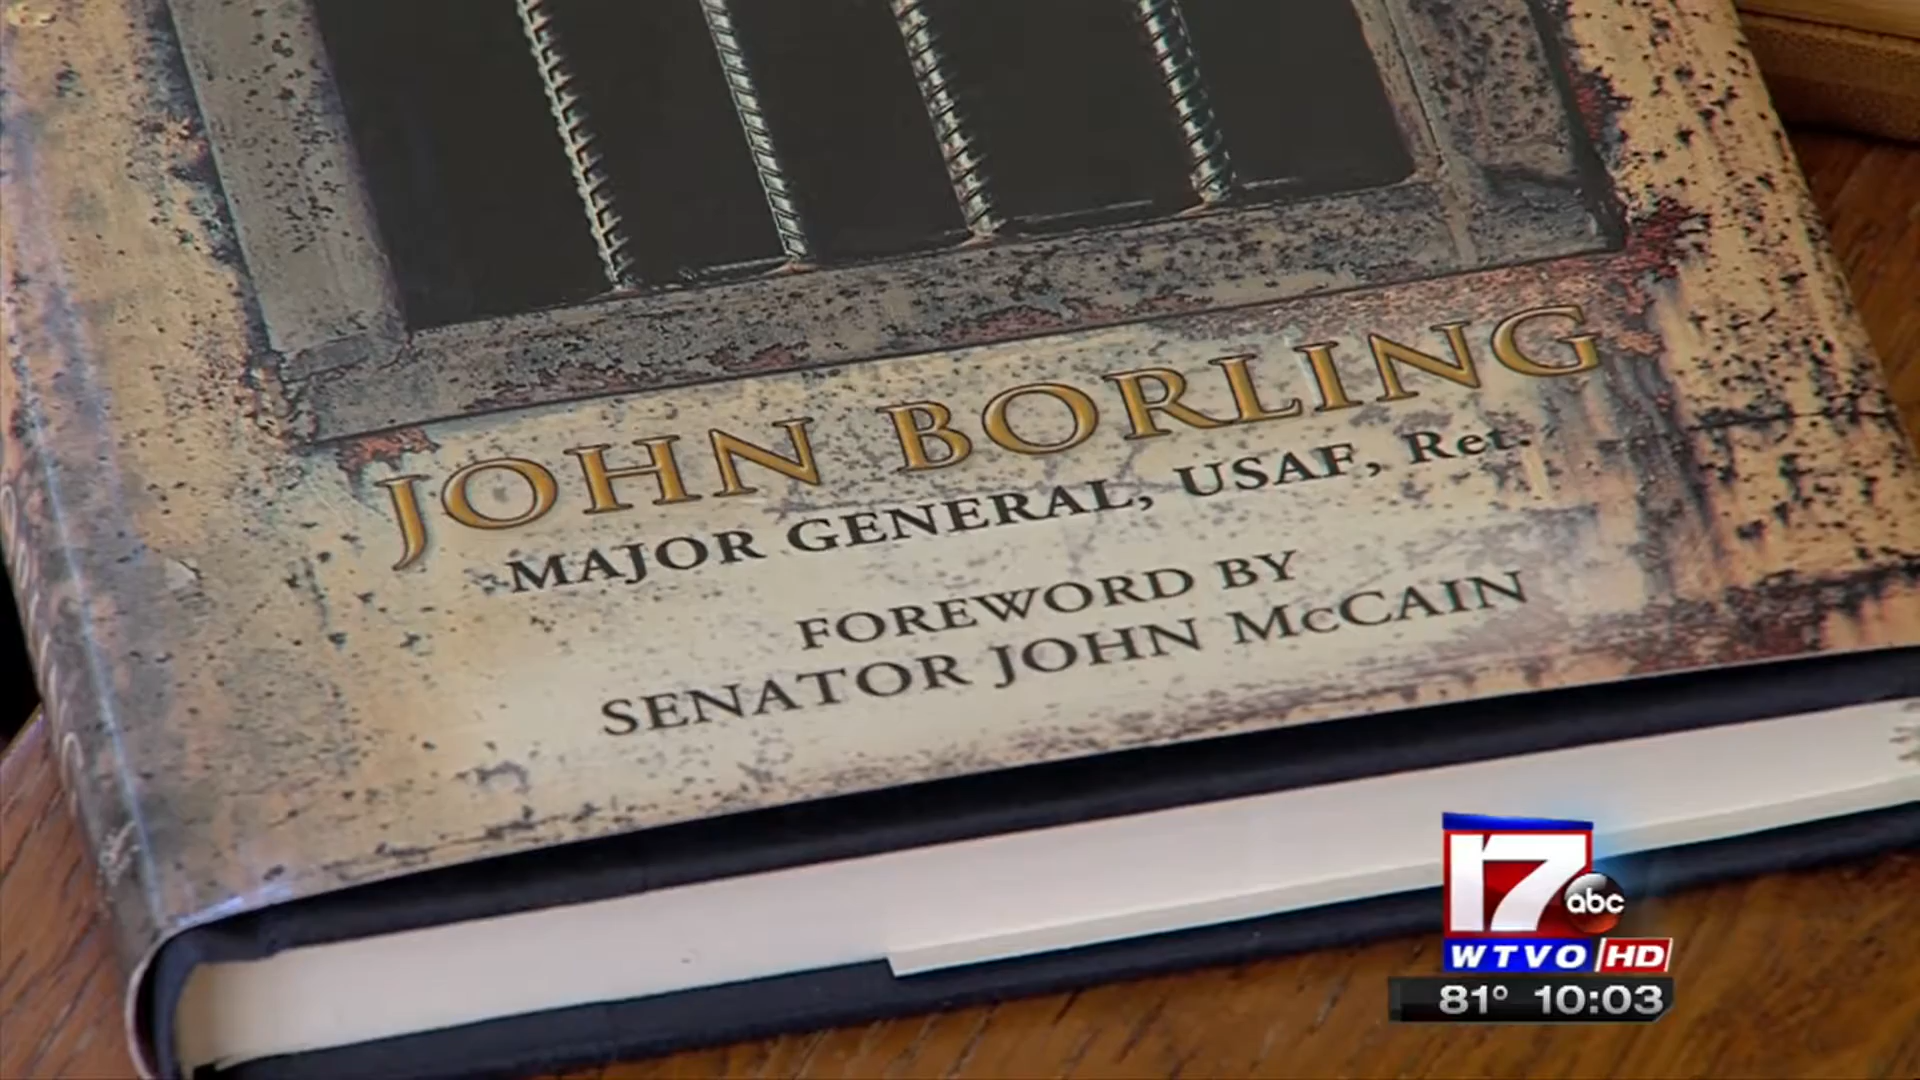 JOHN BORLING
MAJOR GENERAL, USAF, Ret.
FOREWORD BY
SENATOR JOHN McCAIN
17
abc
WTVO HD
81° 10:03